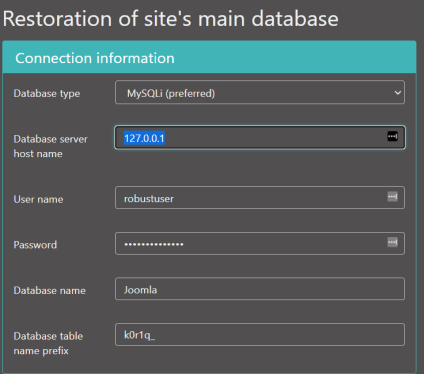 Restoration of site's main database
Connection information
Database type
MySQLi (preferred)
Database server
host name
127.0.0.1
User name
robustuser
Password
••••••••••••••
Database name
Joomla
Database table
name prefix
k0r1q_